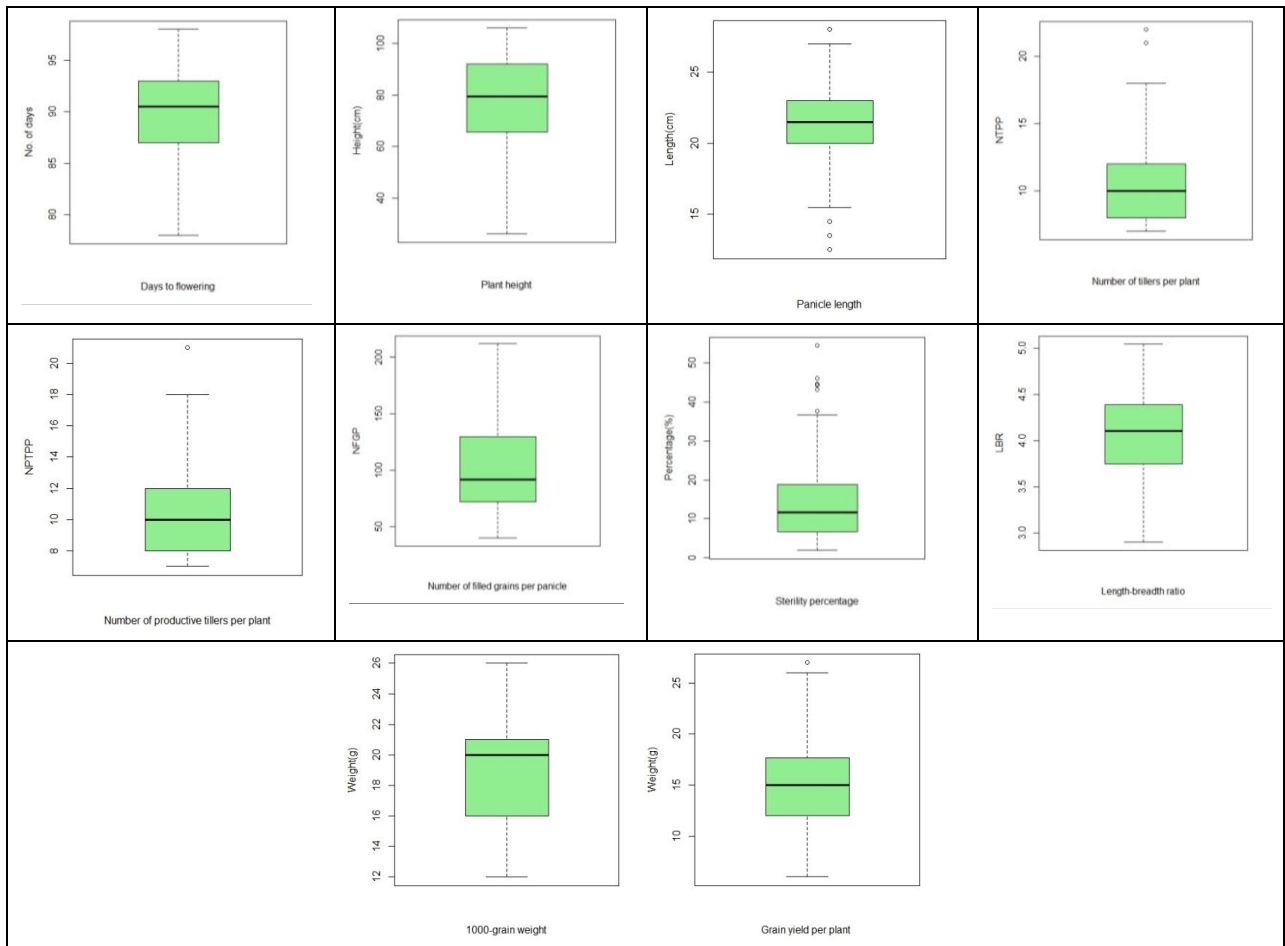 No. of days
95
90
85
80
Days to flowering
Height(cm)
100
80
60
40
Plant height
Length(cm)
25
20
15
Panicle length
NTPP
20
15
10
Number of tillers per plant
NPTPP
20
18
16
14
12
10
8
Number of productive tillers per plant
NFGP
200
150
100
50
Number of filled grains per panicle
Percentage(%)
50
40
30
20
10
0
Sterility percentage
LBR
5.0
4.5
4.0
3.5
3.0
Length-breadth ratio
Weight(g)
26
24
22
20
18
16
14
12
1000-grain weight
Weight(g)
25
20
15
10
Grain yield per plant